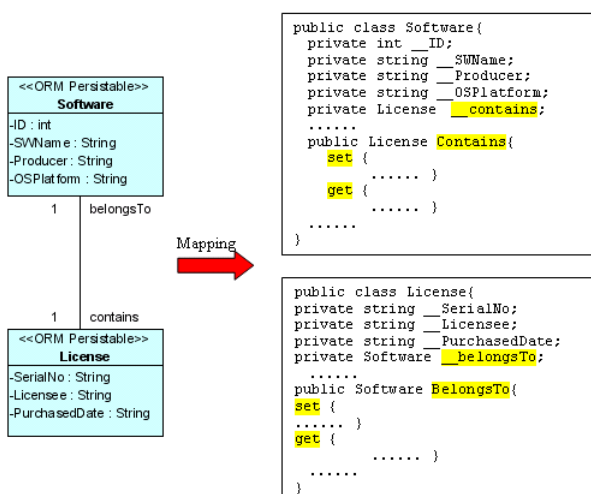 <<ORM Persistable>>
Software
-ID : int
-SWName : String
-Producer : String
-OSPlatform : String
1 belongsTo
1 contains
<<ORM Persistable>>
License
-SerialNo : String
-Licensee : String
-PurchasedDate : String
Mapping
public class Software{
private int __ID;
private string __SWName;
private string __Producer;
private string __OSPlatform;
private License __contains;
......
public License Contains{
set {
...... }
get {
...... }
......
}
public class License{
private string __SerialNo;
private string __Licensee;
private string __PurchasedDate;
private Software __belongsTo;
......
public Software BelongsTo{
set {
...... }
get {
...... }
......
}